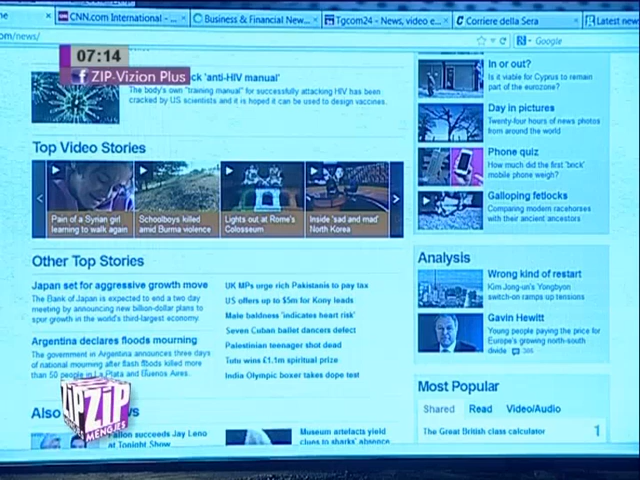 CNN.com International - ...
Business & Financial New...
Tgcom24 - News, video e...
Corriere della Sera
Latest new
om/news/
Google
07:14
f ZIP-Vizion Plus
ck 'anti-HIV manual'
The body's own "training manual" for successfully attacking HIV has been
cracked by US scientists and it is hoped it can be used to design vaccines.
Top Video Stories
Pain of a Syrian girl
learning to walk again
Schoolboys killed
amid Burma violence
Lights out at Rome's
Colosseum
Inside 'sad and mad'
North Korea
Other Top Stories
Japan set for aggressive growth move
The Bank of Japan is expected to end a two day
meeting by announcing new billion-dollar plans to
spur growth in the world's third-largest economy.
Argentina declares floods mourning
The government in Argentina announces three days
of national mourning after flash floods killed more
than 50 people in La Plata and Buenos Aires.
UK MPs urge rich Pakistanis to pay tax
US offers up to $5m for Kony leads
Male baldness 'indicates heart risk'
Seven Cuban ballet dancers defect
Palestinian teenager shot dead
Tutu wins £1.1m spiritual prize
India Olympic boxer takes dope test
Also
ws
Fallon succeeds Jay Leno
at Tonight Show
Museum artefacts yield
clues to sharks' absence
In or out?
Is it viable for Cyprus to remain
part of the eurozone?
Day in pictures
Twenty-four hours of news photos
from around the world
Phone quiz
How much did the first 'brick'
mobile phone weigh?
Galloping fetlocks
Comparing modern racehorses
with their ancient ancestors
Analysis
Wrong kind of restart
Kim Jong-un's Yongbyon
switch-on ramps up tensions
Gavin Hewitt
Young people paying the price for
Europe's growing north-south
divide 386
Most Popular
Shared Read Video/Audio
The Great British class calculator 1
ZIP ZIP
MENGJES